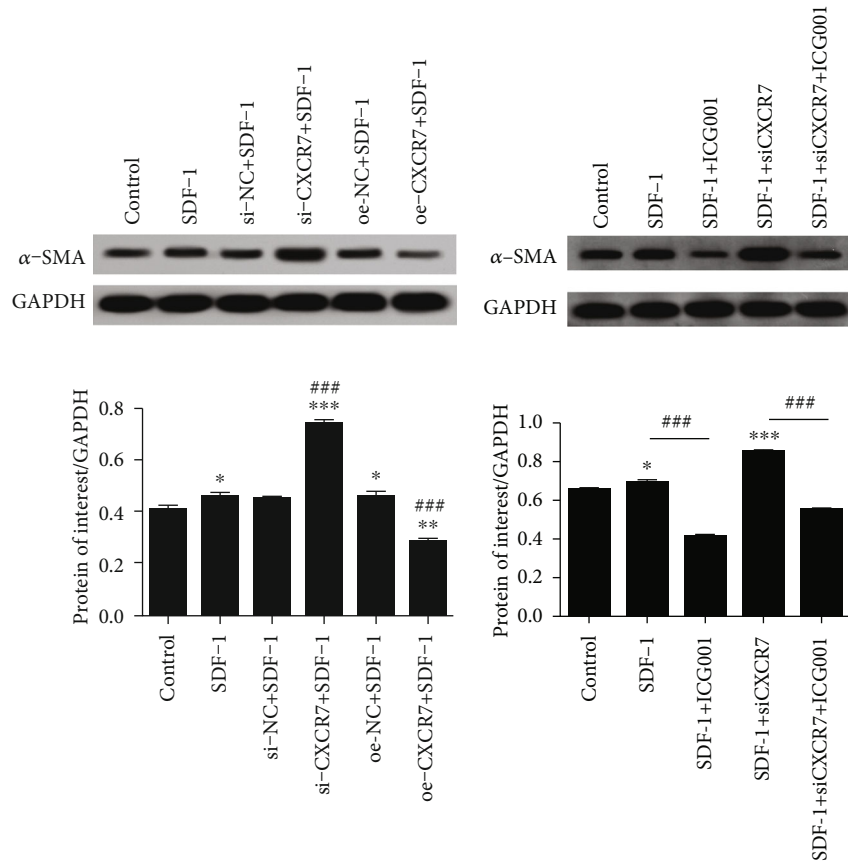 Control
SDF-1
si-NC+SDF-1
si-CXCR7+SDF-1
oe-NC+SDF-1
oe-CXCR7+SDF-1
α-SMA
GAPDH
Protein of interest/GAPDH
0.8
0.6
0.4
0.2
0.0
*
###
***
*
###
**
Control
SDF-1
si-NC+SDF-1
si-CXCR7+SDF-1
oe-NC+SDF-1
oe-CXCR7+SDF-1
Control
SDF-1
SDF-1+ICG001
SDF-1+siCXCR7
SDF-1+siCXCR7+ICG001
α-SMA
GAPDH
Protein of interest/GAPDH
1.0
0.8
0.6
0.4
0.2
0.0
*
###
***
###
Control
SDF-1
SDF-1+ICG001
SDF-1+siCXCR7
SDF-1+siCXCR7+ICG001